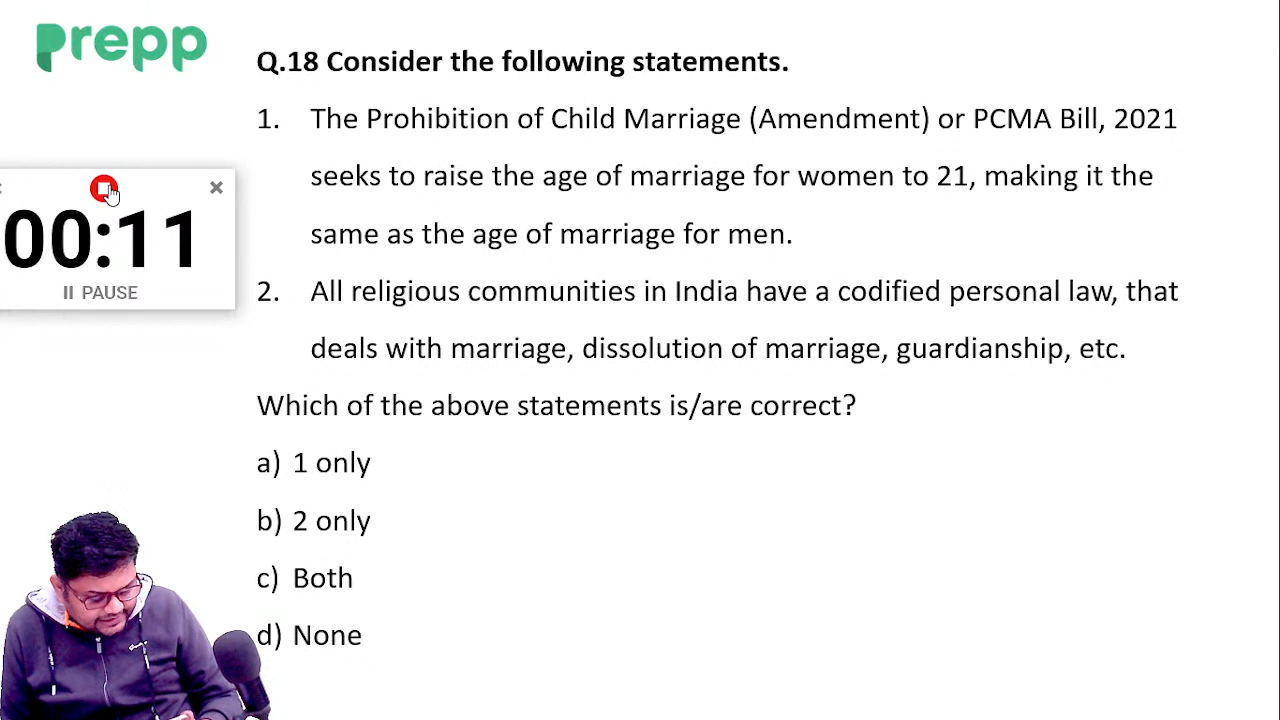 prepp
Q.18 Consider the following statements.
1. The Prohibition of Child Marriage (Amendment) or PCMA Bill, 2021
seeks to raise the age of marriage for women to 21, making it the
same as the age of marriage for men.
00:11
PAUSE
2. All religious communities in India have a codified personal law, that
deals with marriage, dissolution of marriage, guardianship, etc.
Which of the above statements is/are correct?
a) 1 only
b) 2 only
c) Both
d) None